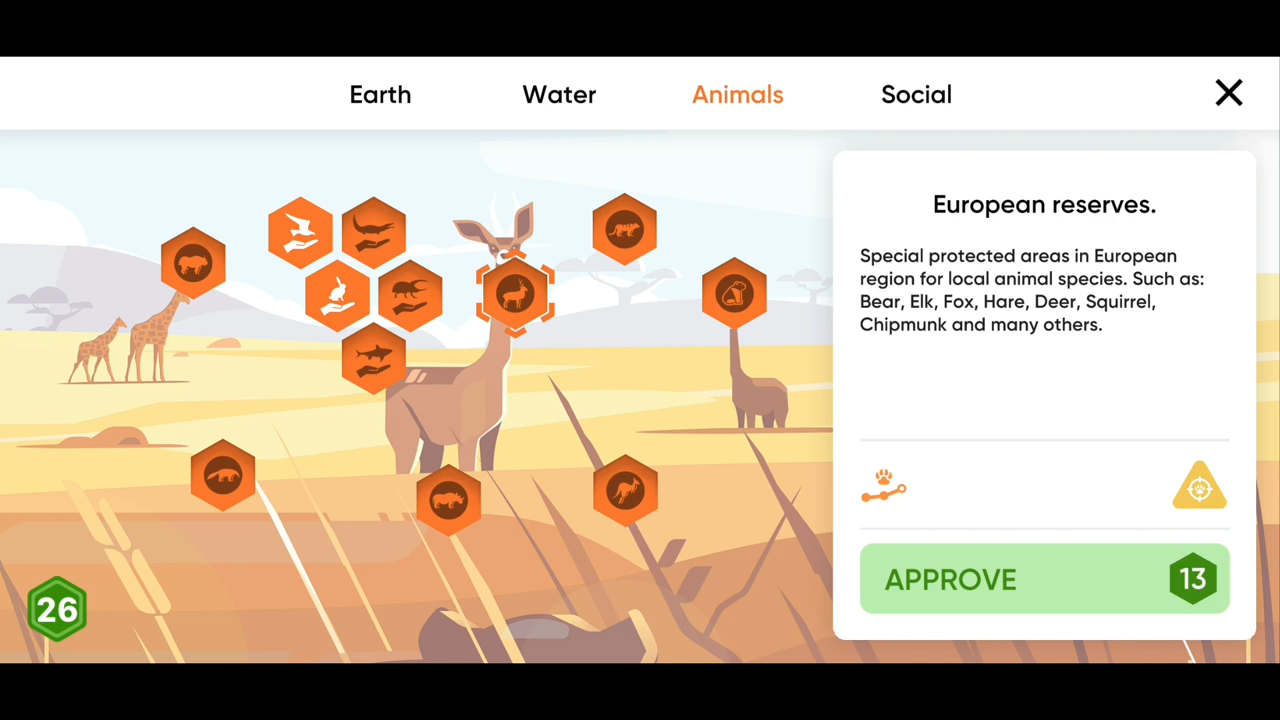 Earth Water Animals Social
European reserves.
Special protected areas in European
region for local animal species. Such as:
Bear, Elk, Fox, Hare, Deer, Squirrel,
Chipmunk and many others.
APPROVE 13
26